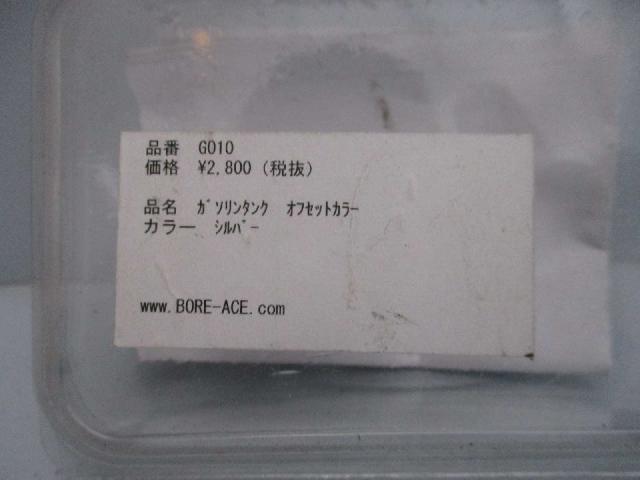 品番　G010
価格　¥2,800（税抜）
品名　ｶﾞｿﾘﾝﾀﾝｸ　ｵﾌｾｯﾄｶﾗｰ
カラー　ｼﾙﾊﾞｰ
www.BORE-ACE.com